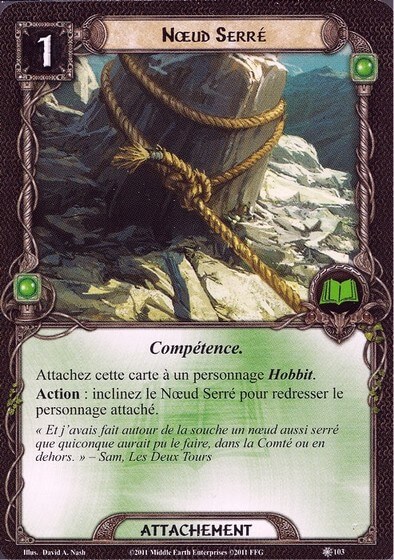 1
Nœud Serré
Compétence.
Attachez cette carte à un personnage Hobbit.
Action : inclinez le Nœud Serré pour redresser le
personnage attaché.
« Et j'avais fait autour de la souche un nœud aussi serré
que quiconque aurait pu le faire, dans la Comté ou en
dehors. » – Sam, Les Deux Tours
ATTACHEMENT
Illus. David A. Nash
©2011 Middle Earth Enterprises ©2011 FFG
103